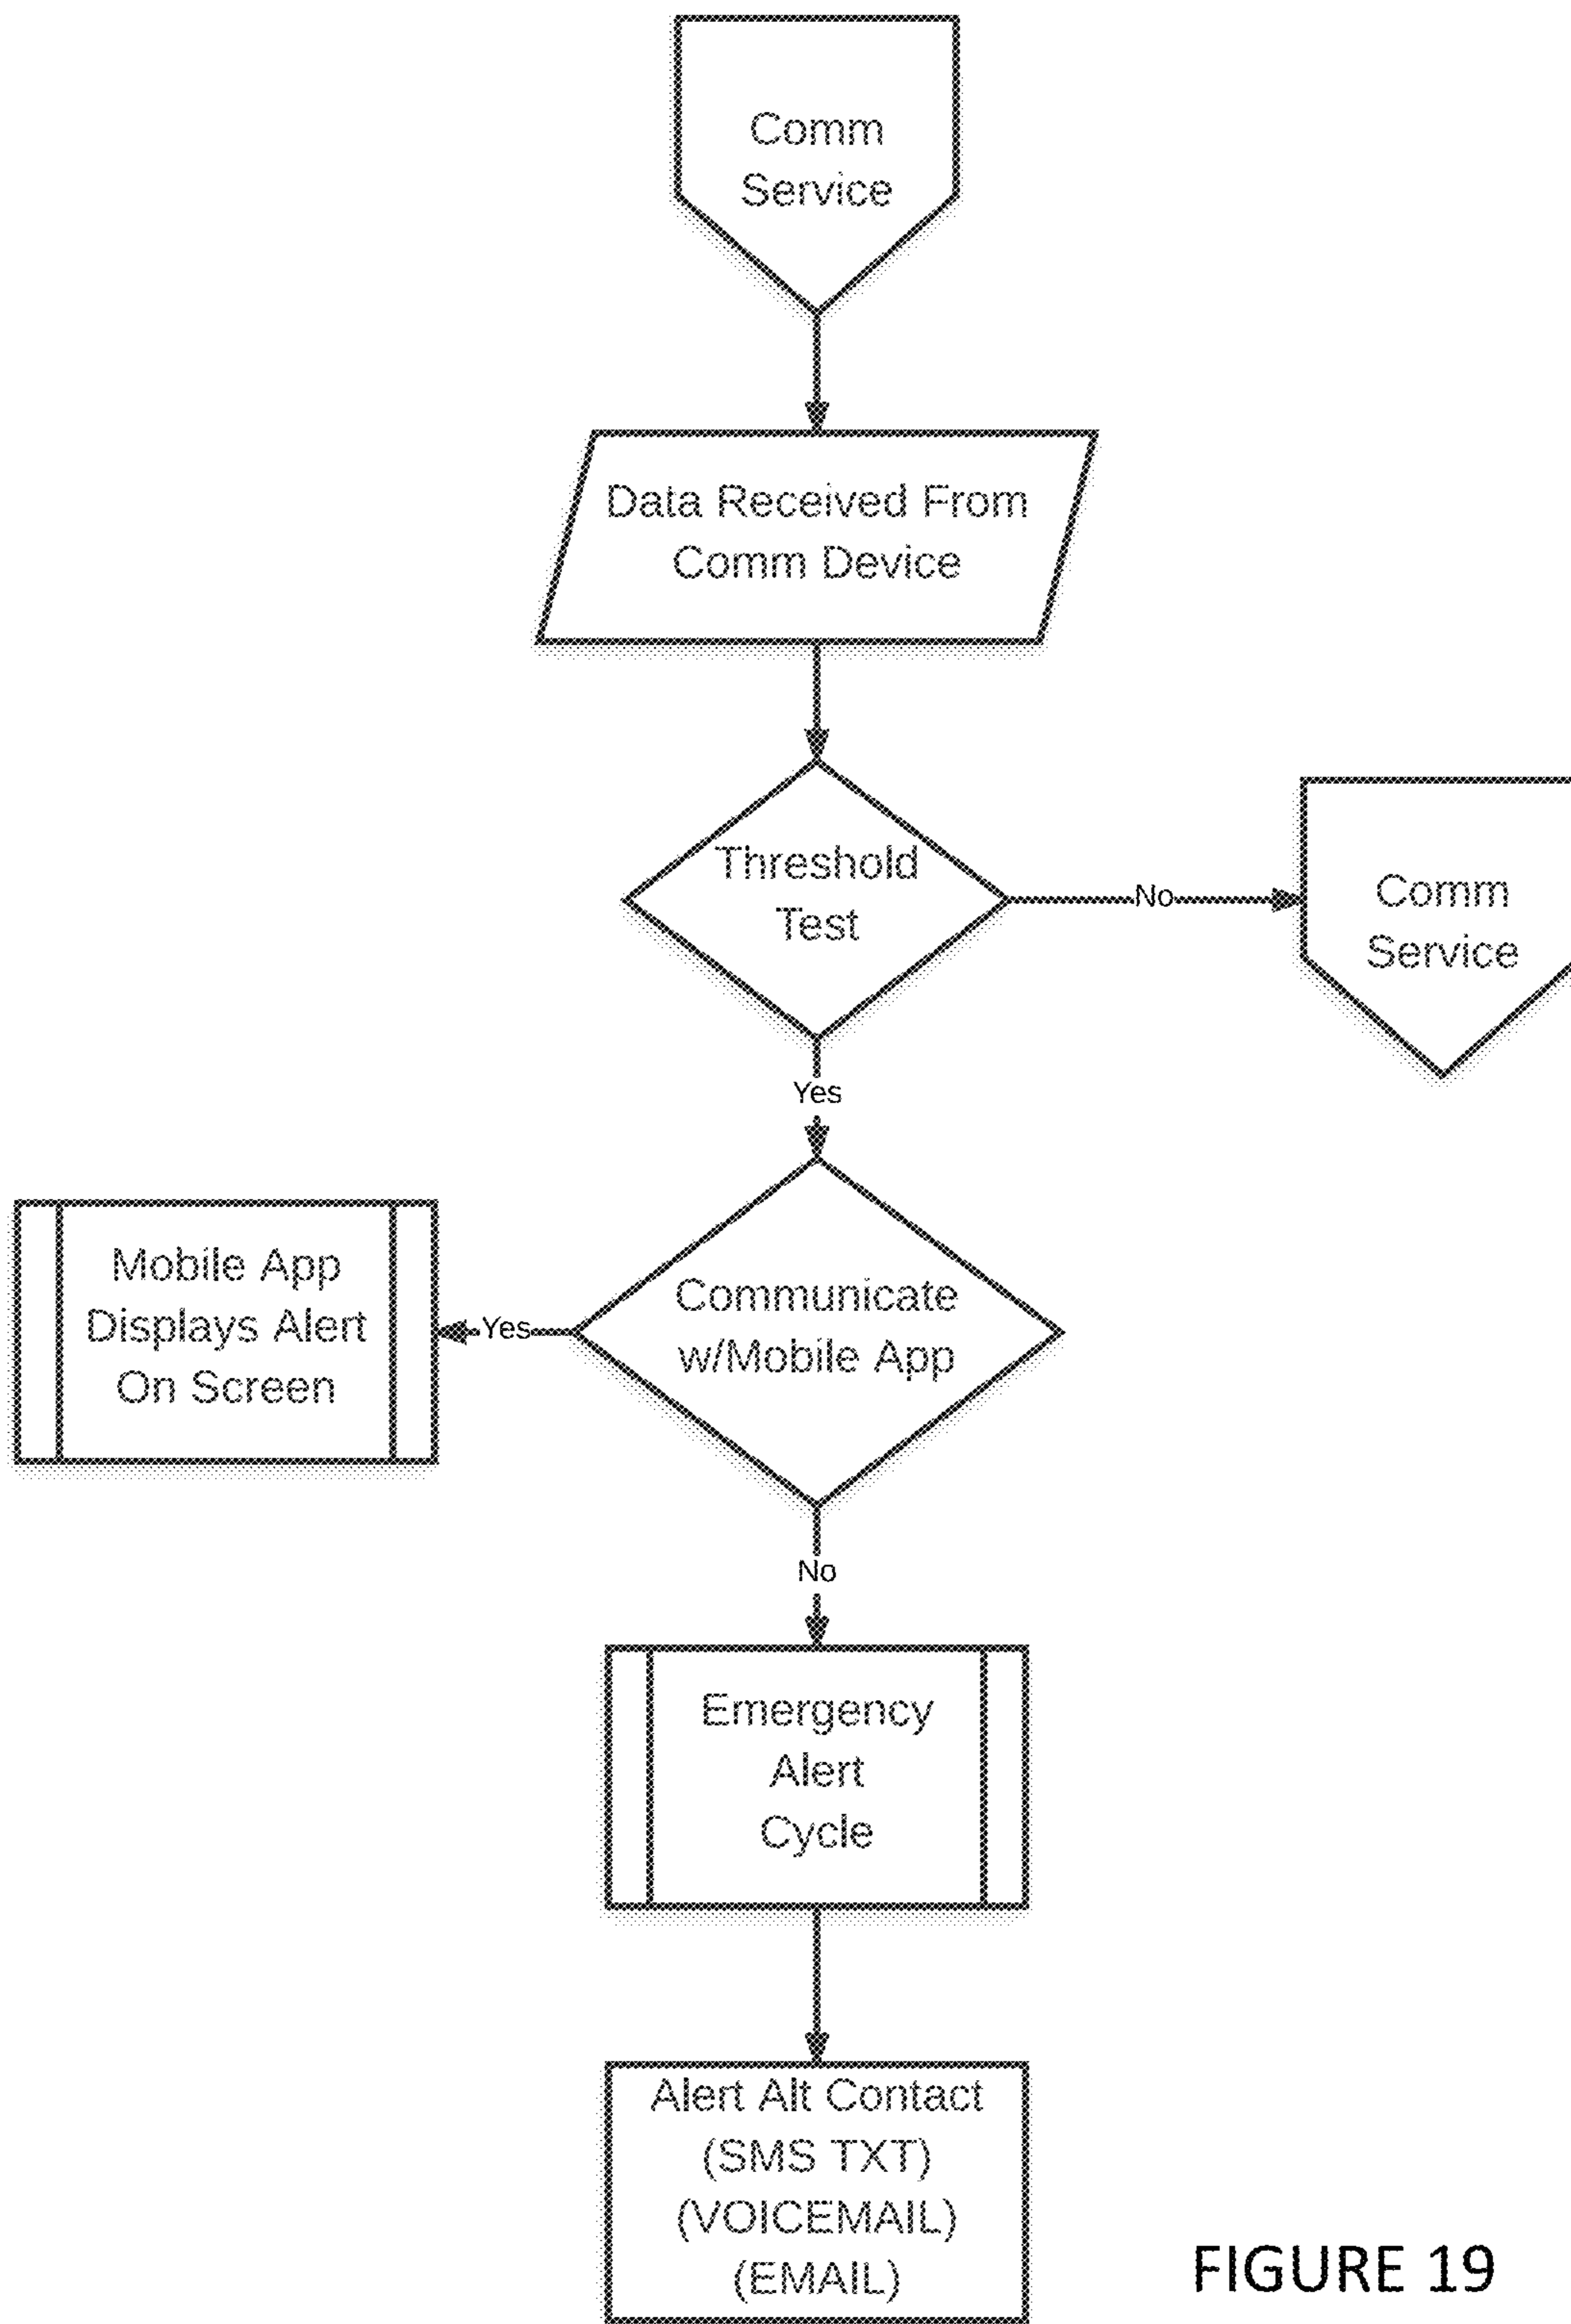 Comm
Service
Data Received From
Comm Device
Threshold
Test
No
Comm
Service
Yes
Mobile App
Displays Alert
On Screen
Yes
Communicate
w/Mobile App
No
Emergency
Alert
Cycle
Alert Alt Contact
(SMS TXT)
(VOICEMAIL)
(EMAIL)
FIGURE 19